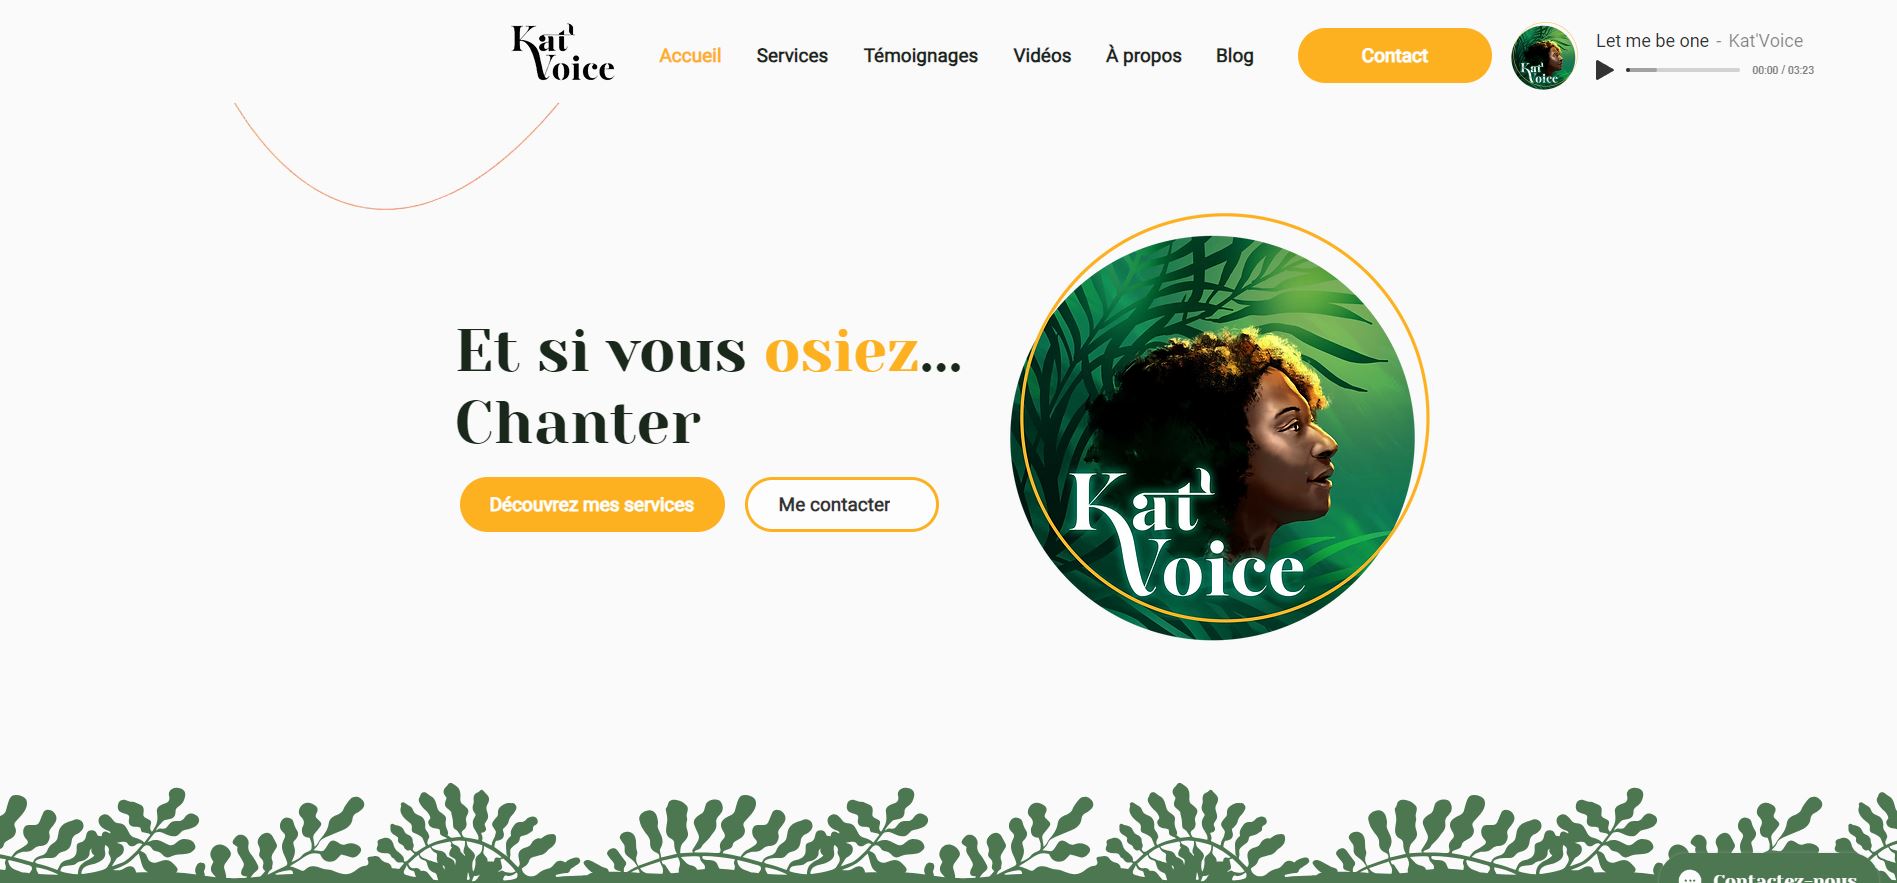 Kat'
Voice
Accueil
Services
Témoignages
Vidéos
À propos
Blog
Contact
Kat'
Voice
Let me be one - Kat'Voice
00:00 / 03:23
Et si vous osiez...
Chanter
Découvrez mes services
Me contacter
Kat'
Voice
Contactez-nous